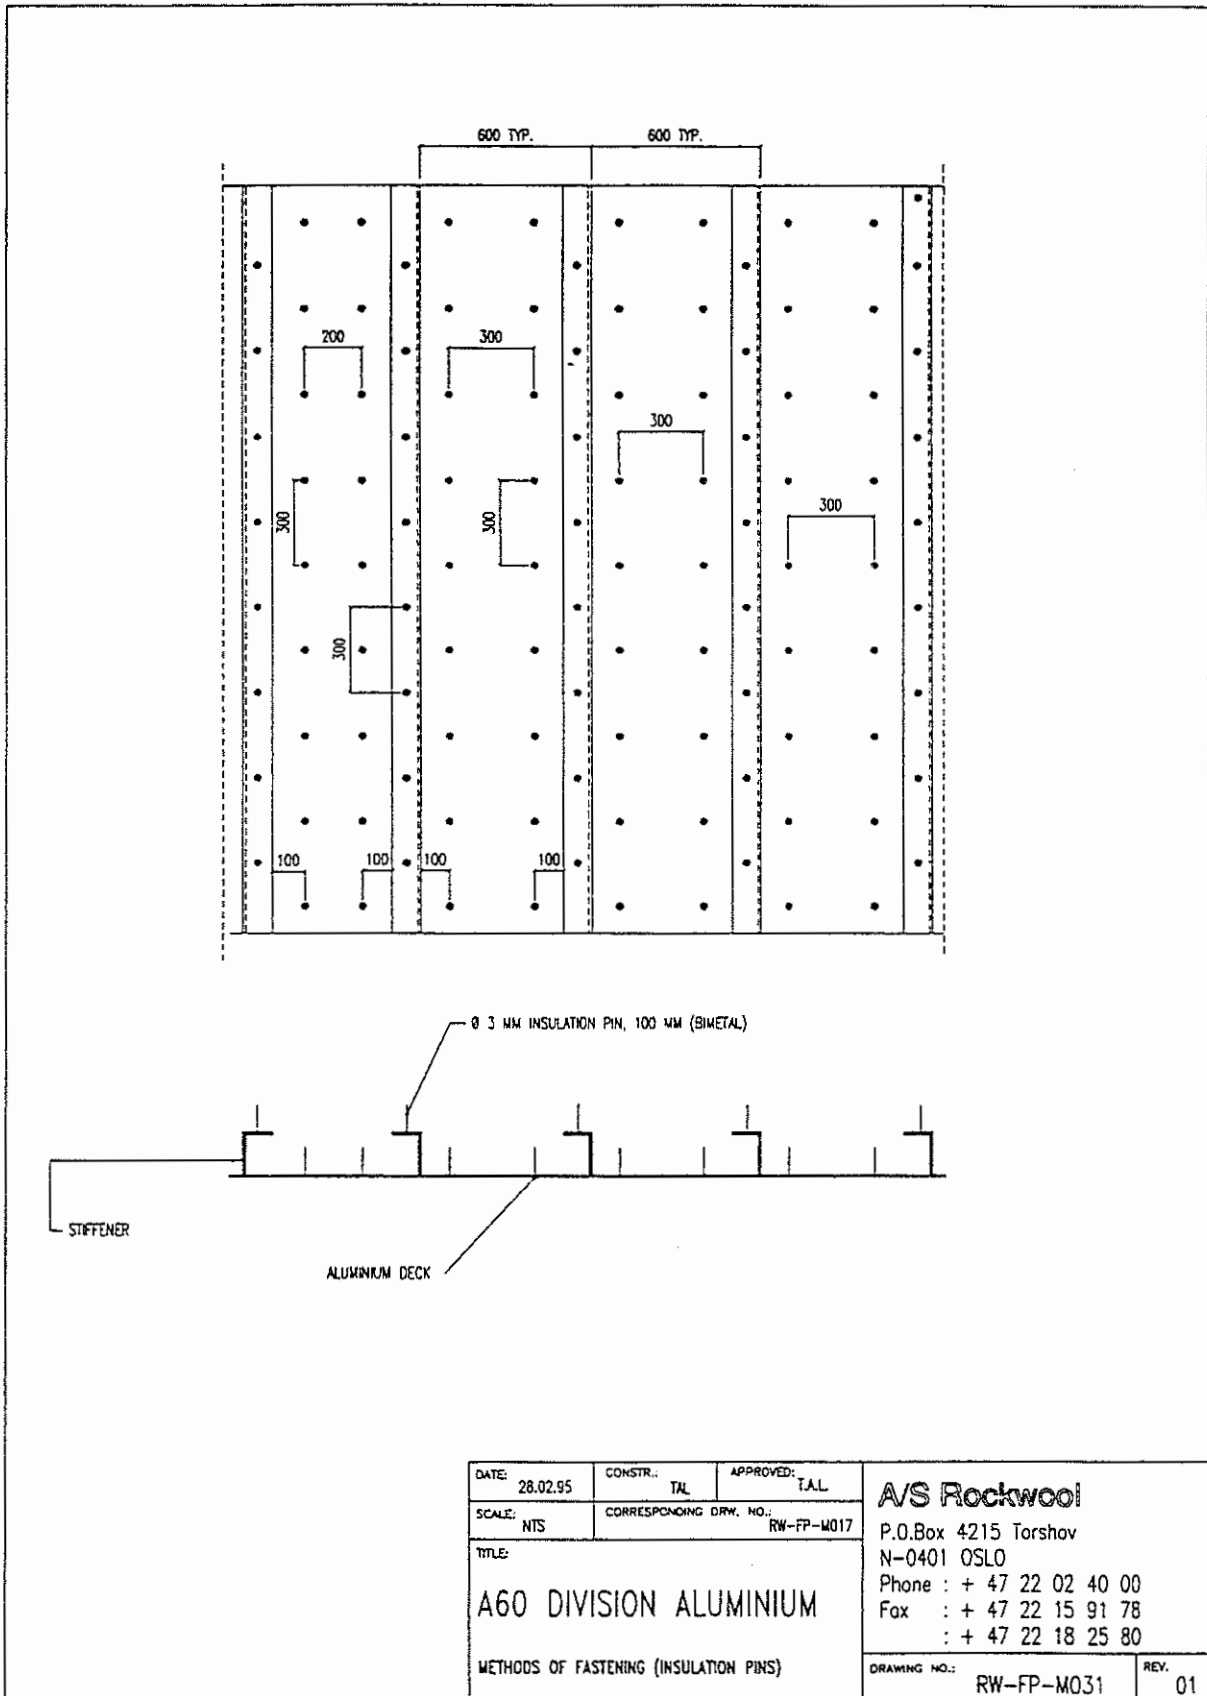 600 TYP. 600 TYP.
200 300
300
300 300 300
300
100 100 100 100
Ø 3 MM INSULATION PIN, 100 MM (BIMETAL)
STIFFENER
ALUMINIUM DECK
DATE: 28.02.95 CONSTR.: TAL APPROVED: T.A.L.
SCALE: NTS CORRESPONDING DRW. NO.: RW-FP-M017
TITLE:
A60 DIVISION ALUMINIUM
METHODS OF FASTENING (INSULATION PINS)
A/S Rockwool
P.O.Box 4215 Torshov
N-0401 OSLO
Phone : + 47 22 02 40 00
Fax : + 47 22 15 91 78
: + 47 22 18 25 80
DRAWING NO.: RW-FP-M031 REV. 01